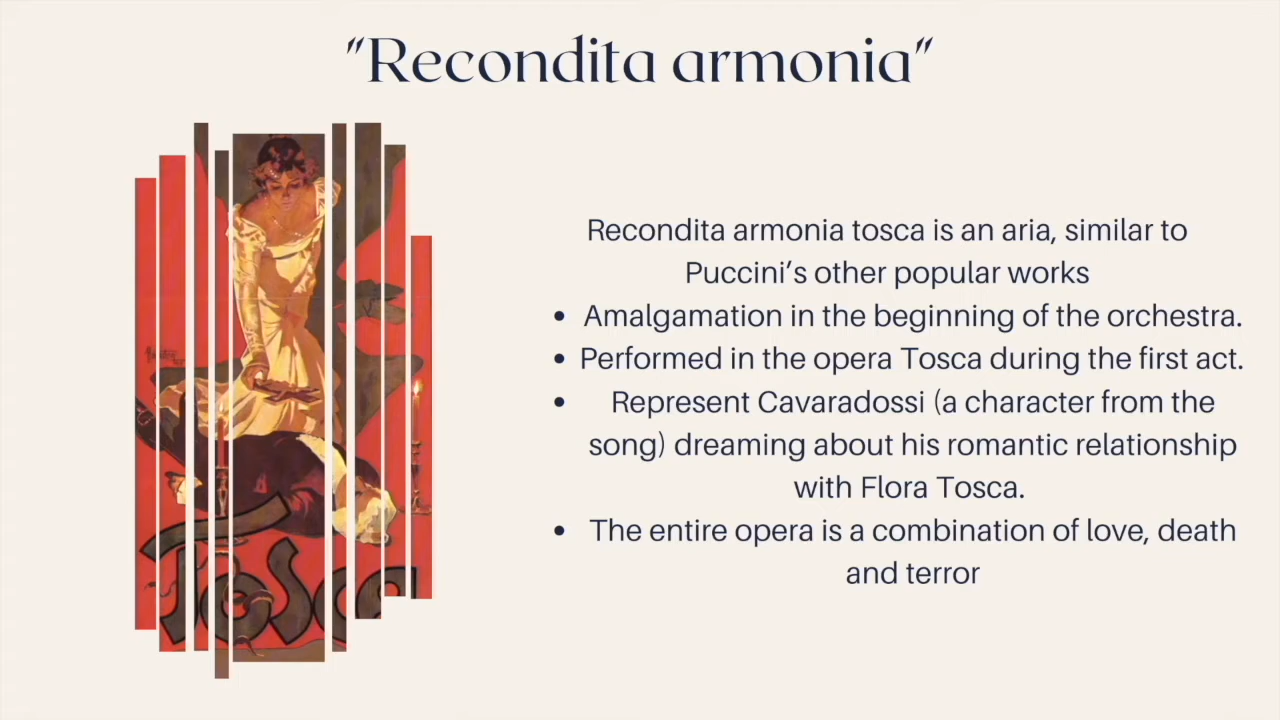 "Recondita armonia"
Recondita armonia tosca is an aria, similar to
Puccini's other popular works
• Amalgamation in the beginning of the orchestra.
• Performed in the opera Tosca during the first act.
• Represent Cavaradossi (a character from the
song) dreaming about his romantic relationship
with Flora Tosca.
• The entire opera is a combination of love, death
and terror
Tosca